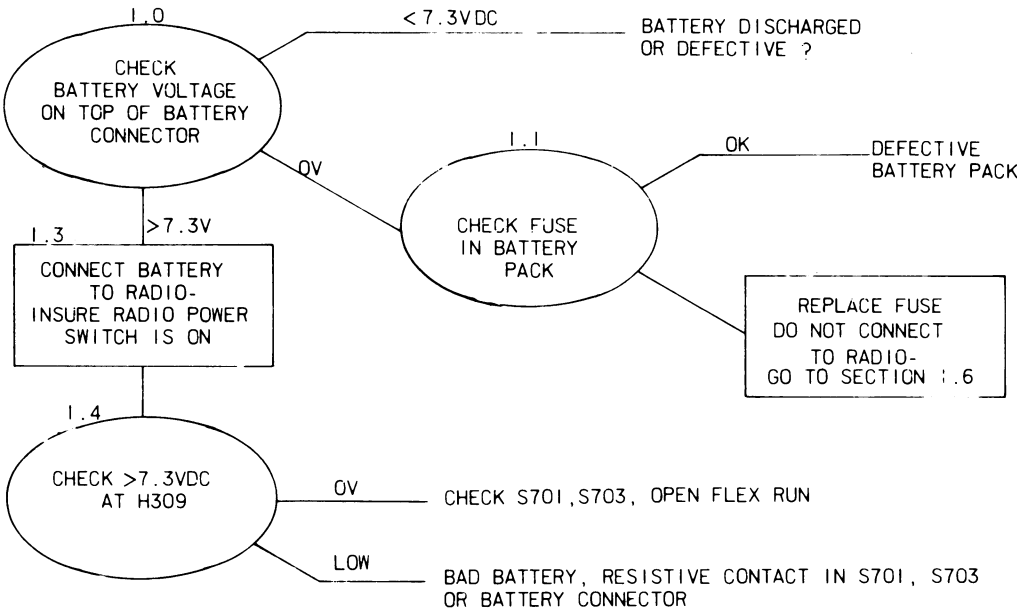 1.0
<7.3VDC
BATTERY DISCHARGED
OR DEFECTIVE ?
CHECK
BATTERY VOLTAGE
ON TOP OF BATTERY
CONNECTOR
0V
1.1
OK
DEFECTIVE
BATTERY PACK
CHECK FUSE
IN BATTERY
PACK
REPLACE FUSE
DO NOT CONNECT
TO RADIO-
GO TO SECTION 1.6
>7.3V
1.3
CONNECT BATTERY
TO RADIO-
INSURE RADIO POWER
SWITCH IS ON
1.4
CHECK >7.3VDC
AT H309
0V
CHECK S701,S703, OPEN FLEX RUN
LOW
BAD BATTERY, RESISTIVE CONTACT IN S701, S703
OR BATTERY CONNECTOR